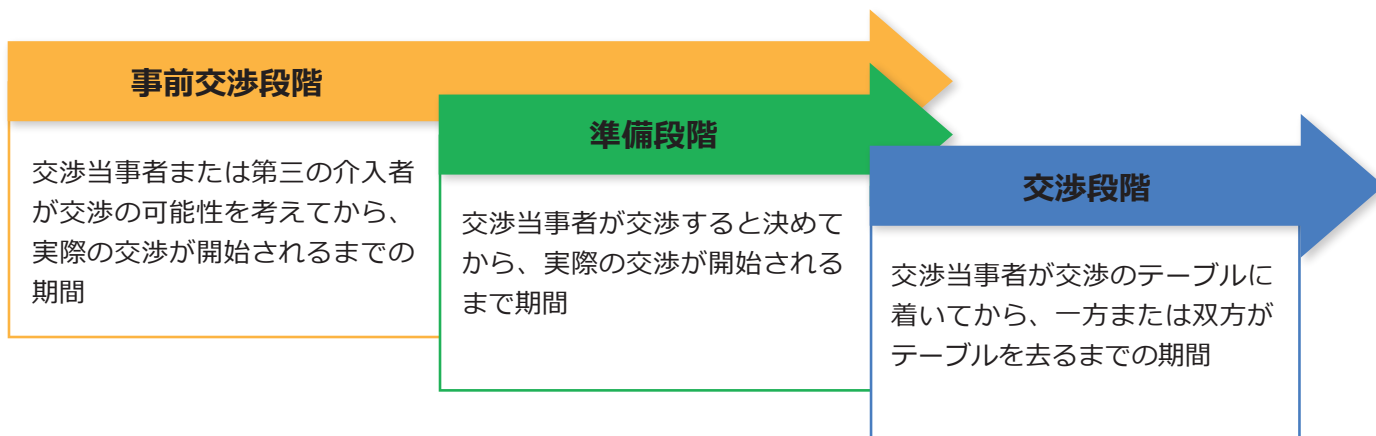 事前交渉段階
交渉当事者または第三の介入者
が交渉の可能性を考えてから、
実際の交渉が開始されるまでの
期間
準備段階
交渉当事者が交渉すると決めて
から、実際の交渉が開始される
まで期間
交渉段階
交渉当事者が交渉のテーブルに
着いてから、一方または双方が
テーブルを去るまでの期間